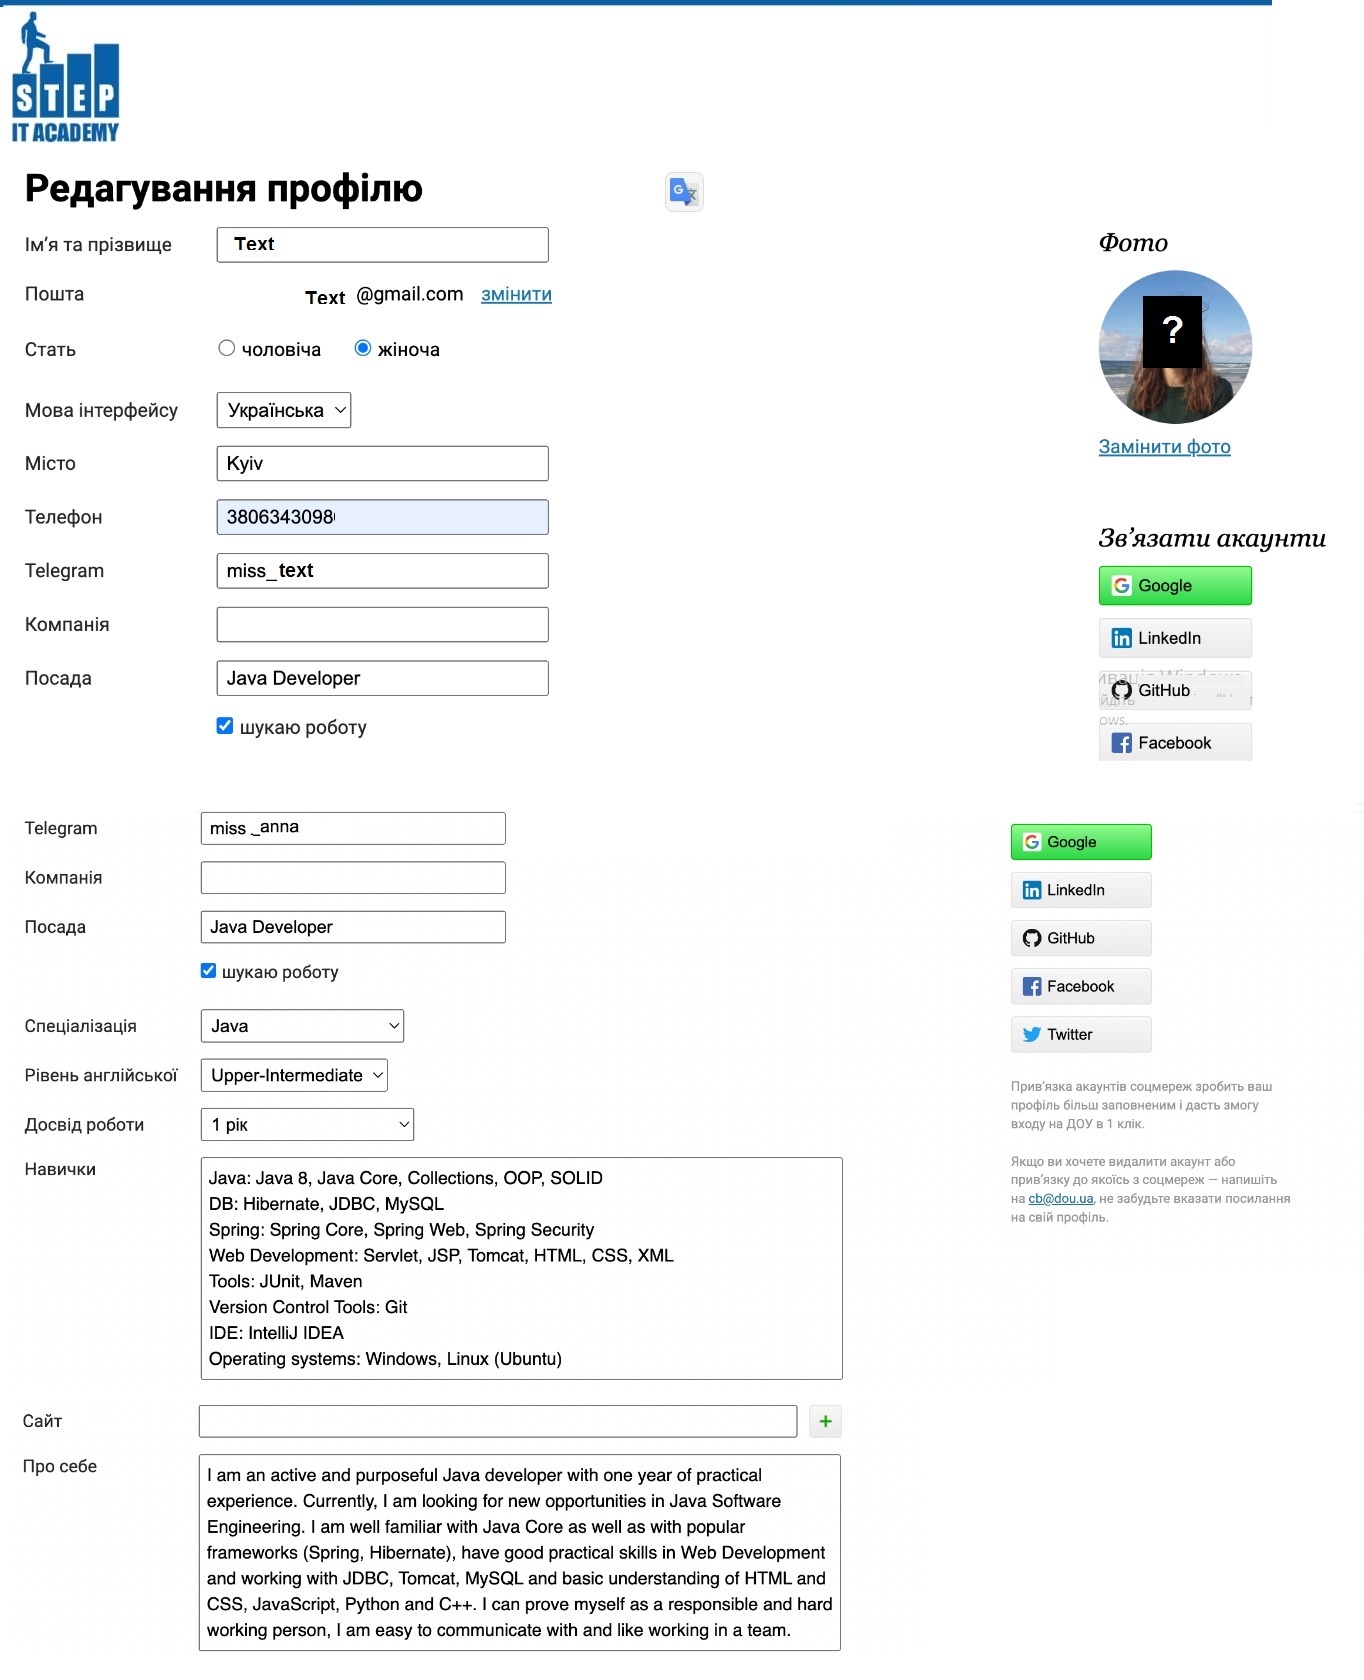 STEP
IT ACADEMY
Редагування профілю
Ім’я та прізвище Text
Пошта Text @gmail.com змінити
Стать чоловіча жіноча
Мова інтерфейсу Українська
Місто Kyiv
Телефон 3806343098
Telegram miss_text
Компанія
Посада Java Developer
шукаю роботу
Фото
?
Замінити фото
Зв’язати акаунти
Google
LinkedIn
GitHub
Facebook
Telegram miss ._anna
Компанія
Посада Java Developer
шукаю роботу
Спеціалізація Java
Рівень англійської Upper-Intermediate
Досвід роботи 1 рік
Навички
Java: Java 8, Java Core, Collections, OOP, SOLID
DB: Hibernate, JDBC, MySQL
Spring: Spring Core, Spring Web, Spring Security
Web Development: Servlet, JSP, Tomcat, HTML, CSS, XML
Tools: JUnit, Maven
Version Control Tools: Git
IDE: IntelliJ IDEA
Operating systems: Windows, Linux (Ubuntu)
Сайт +
Про себе
I am an active and purposeful Java developer with one year of practical
experience. Currently, I am looking for new opportunities in Java Software
Engineering. I am well familiar with Java Core as well as with popular
frameworks (Spring, Hibernate), have good practical skills in Web Development
and working with JDBC, Tomcat, MySQL and basic understanding of HTML and
CSS, JavaScript, Python and C++. I can prove myself as a responsible and hard
working person, I am easy to communicate with and like working in a team.
Google
LinkedIn
GitHub
Facebook
Twitter
Прив’язка акаунтів соцмереж зробить ваш
профіль більш заповненим і дасть змогу
входу на ДОУ в 1 клік.
Якщо ви хочете видалити акаунт або
прив’язку до якоїсь з соцмереж — напишіть
на cb@dou.ua, не забудьте вказати посилання
на свій профіль.